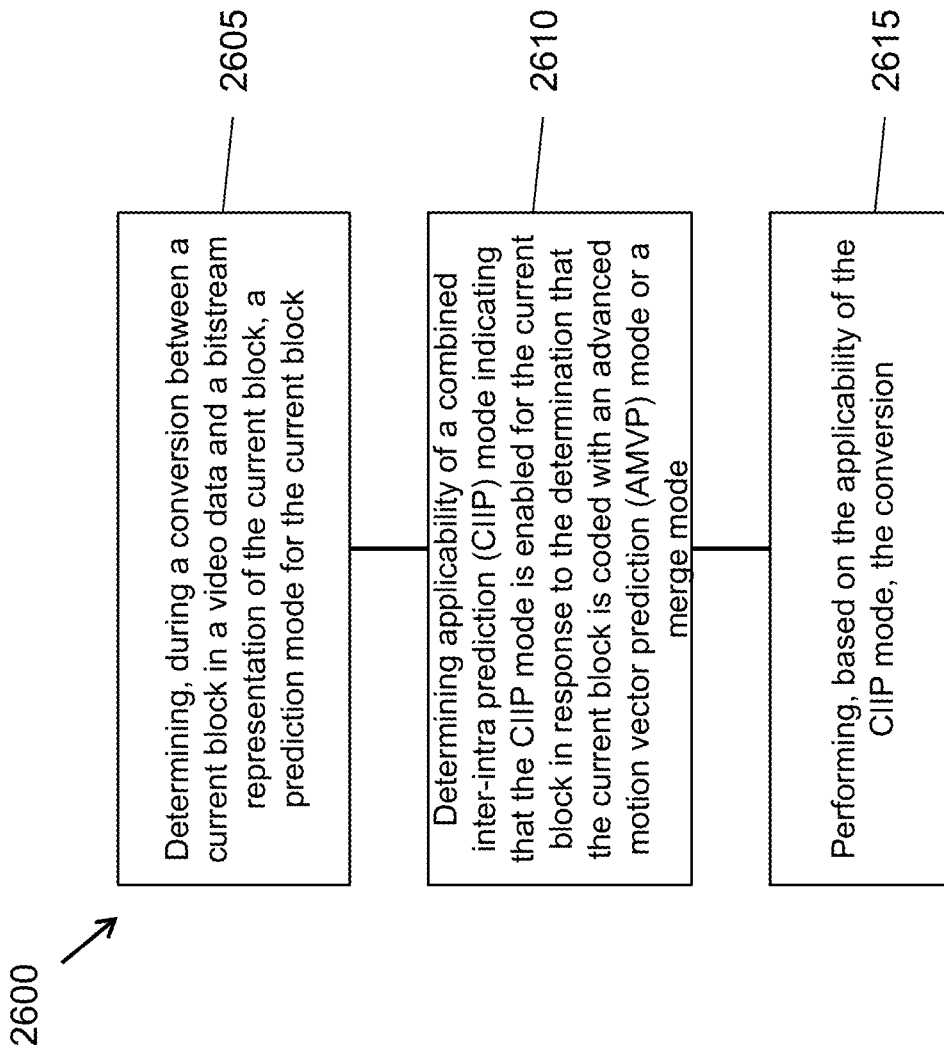 2600
Determining, during a conversion between a
current block in a video data and a bitstream
representation of the current block, a
prediction mode for the current block
2605
Determining applicability of a combined
inter-intra prediction (CIIP) mode indicating
that the CIIP mode is enabled for the current
block in response to the determination that
the current block is coded with an advanced
motion vector prediction (AMVP) mode or a
merge mode
2610
Performing, based on the applicability of the
CIIP mode, the conversion
2615